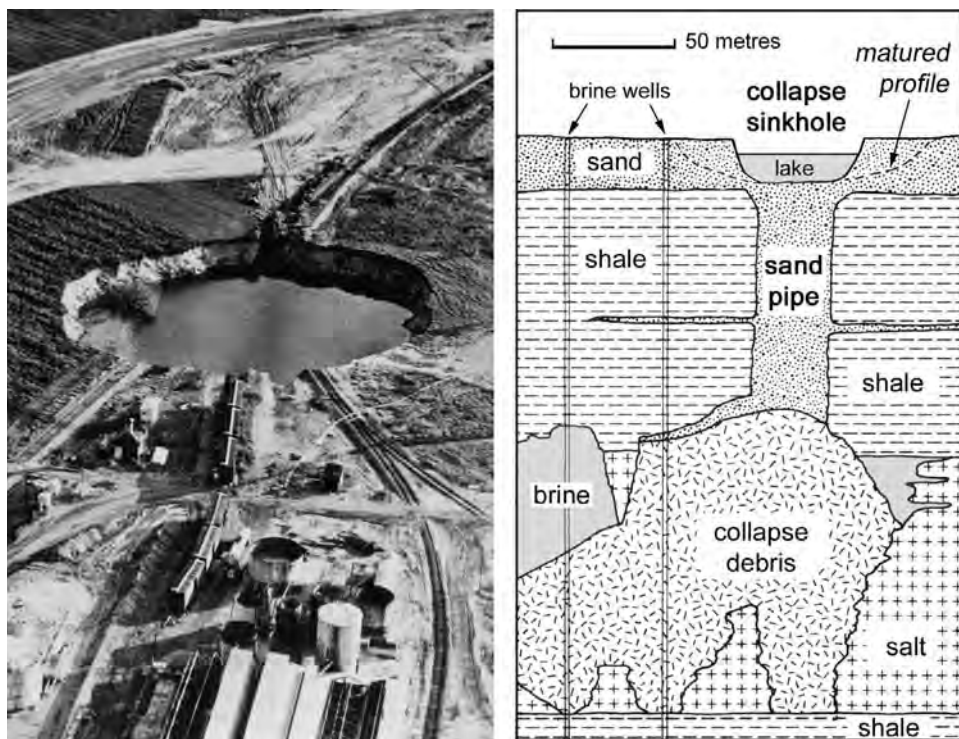 50 metres
matured
profile
brine wells
collapse
sinkhole
sand
lake
shale
sand
pipe
shale
brine
collapse
debris
salt
shale